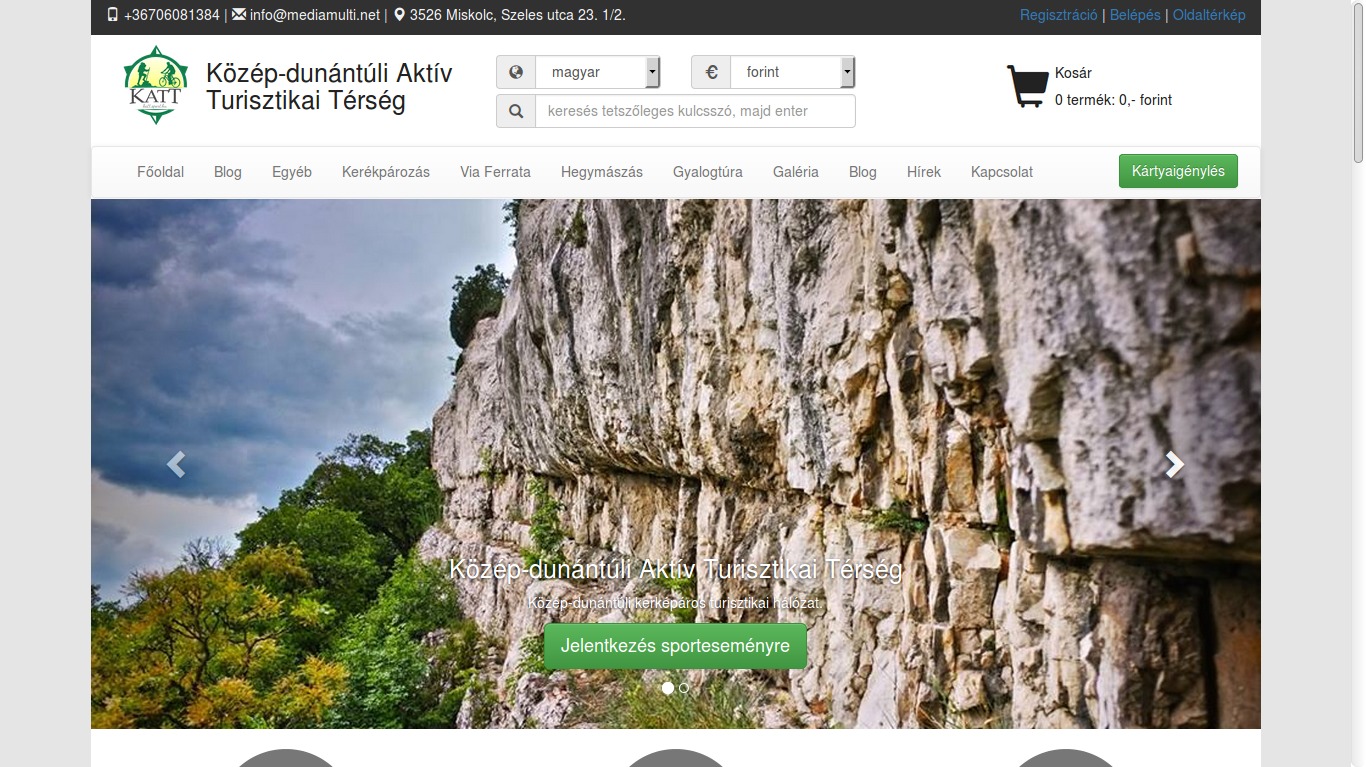 +36706081384 | info@mediamulti.net | 3526 Miskolc, Szeles utca 23. 1/2.
Regisztráció | Belépés | Oldaltérkép
KATT
Közép-dunántúli Aktív
Turisztikai Térség
magyar
€ forint
keresés tetszőleges kulcsszó, majd enter
Kosár
0 termék: 0,- forint
Főoldal Blog Egyéb Kerékpározás Via Ferrata Hegymászás Gyalogtúra Galéria Blog Hírek Kapcsolat
Kártyaigénylés
Közép-dunántúli Aktív Turisztikai Térség
Közép-dunántúli kerképáros turisztikai hálózat.
Jelentkezés sporteseményre